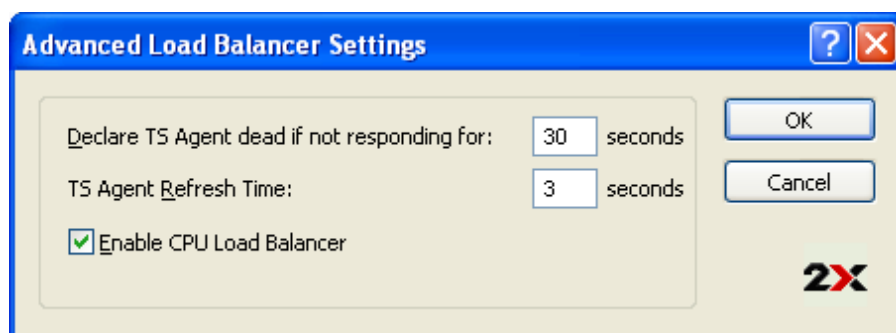 Advanced Load Balancer Settings
Declare TS Agent dead if not responding for: 30 seconds
OK
TS Agent Refresh Time: 3 seconds
Cancel
Enable CPU Load Balancer
2X